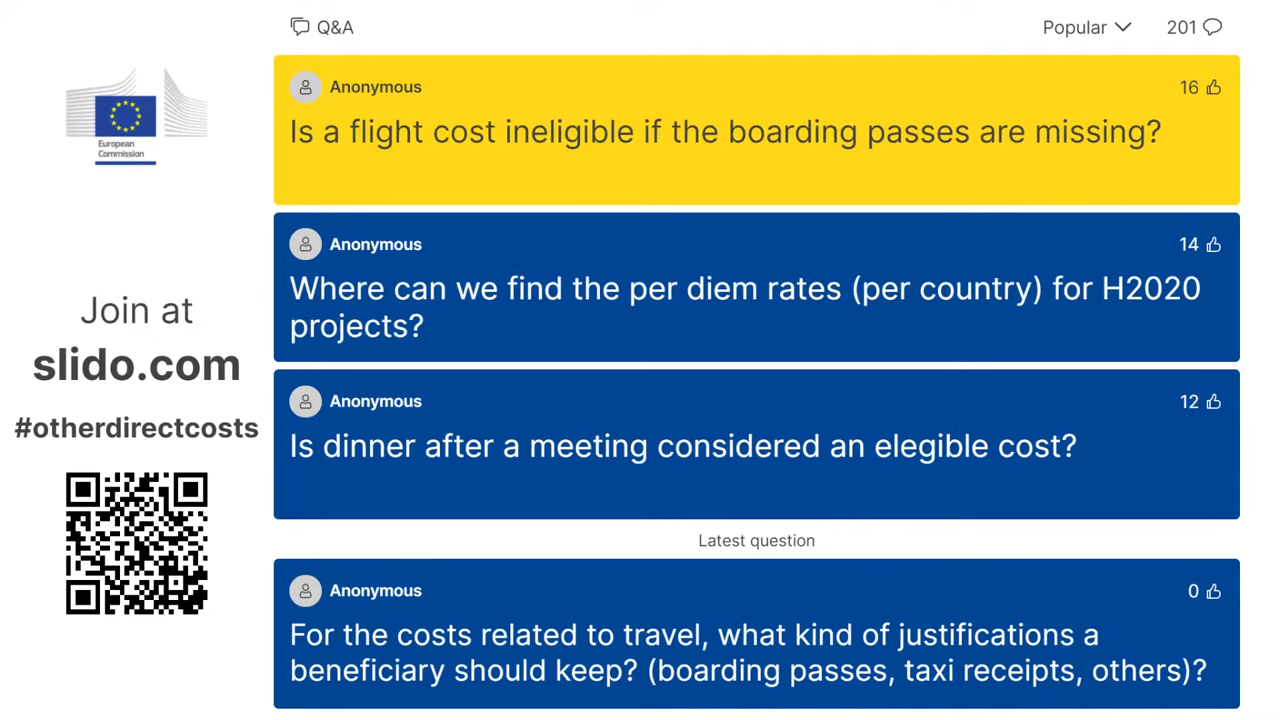 Q&A
Popular
201
European
Commission
Join at
slido.com
#otherdirectcosts
Anonymous
16
Is a flight cost ineligible if the boarding passes are missing?
Anonymous
14
Where can we find the per diem rates (per country) for H2020
projects?
Anonymous
12
Is dinner after a meeting considered an elegible cost?
Latest question
Anonymous
0
For the costs related to travel, what kind of justifications a
beneficiary should keep? (boarding passes, taxi receipts, others)?